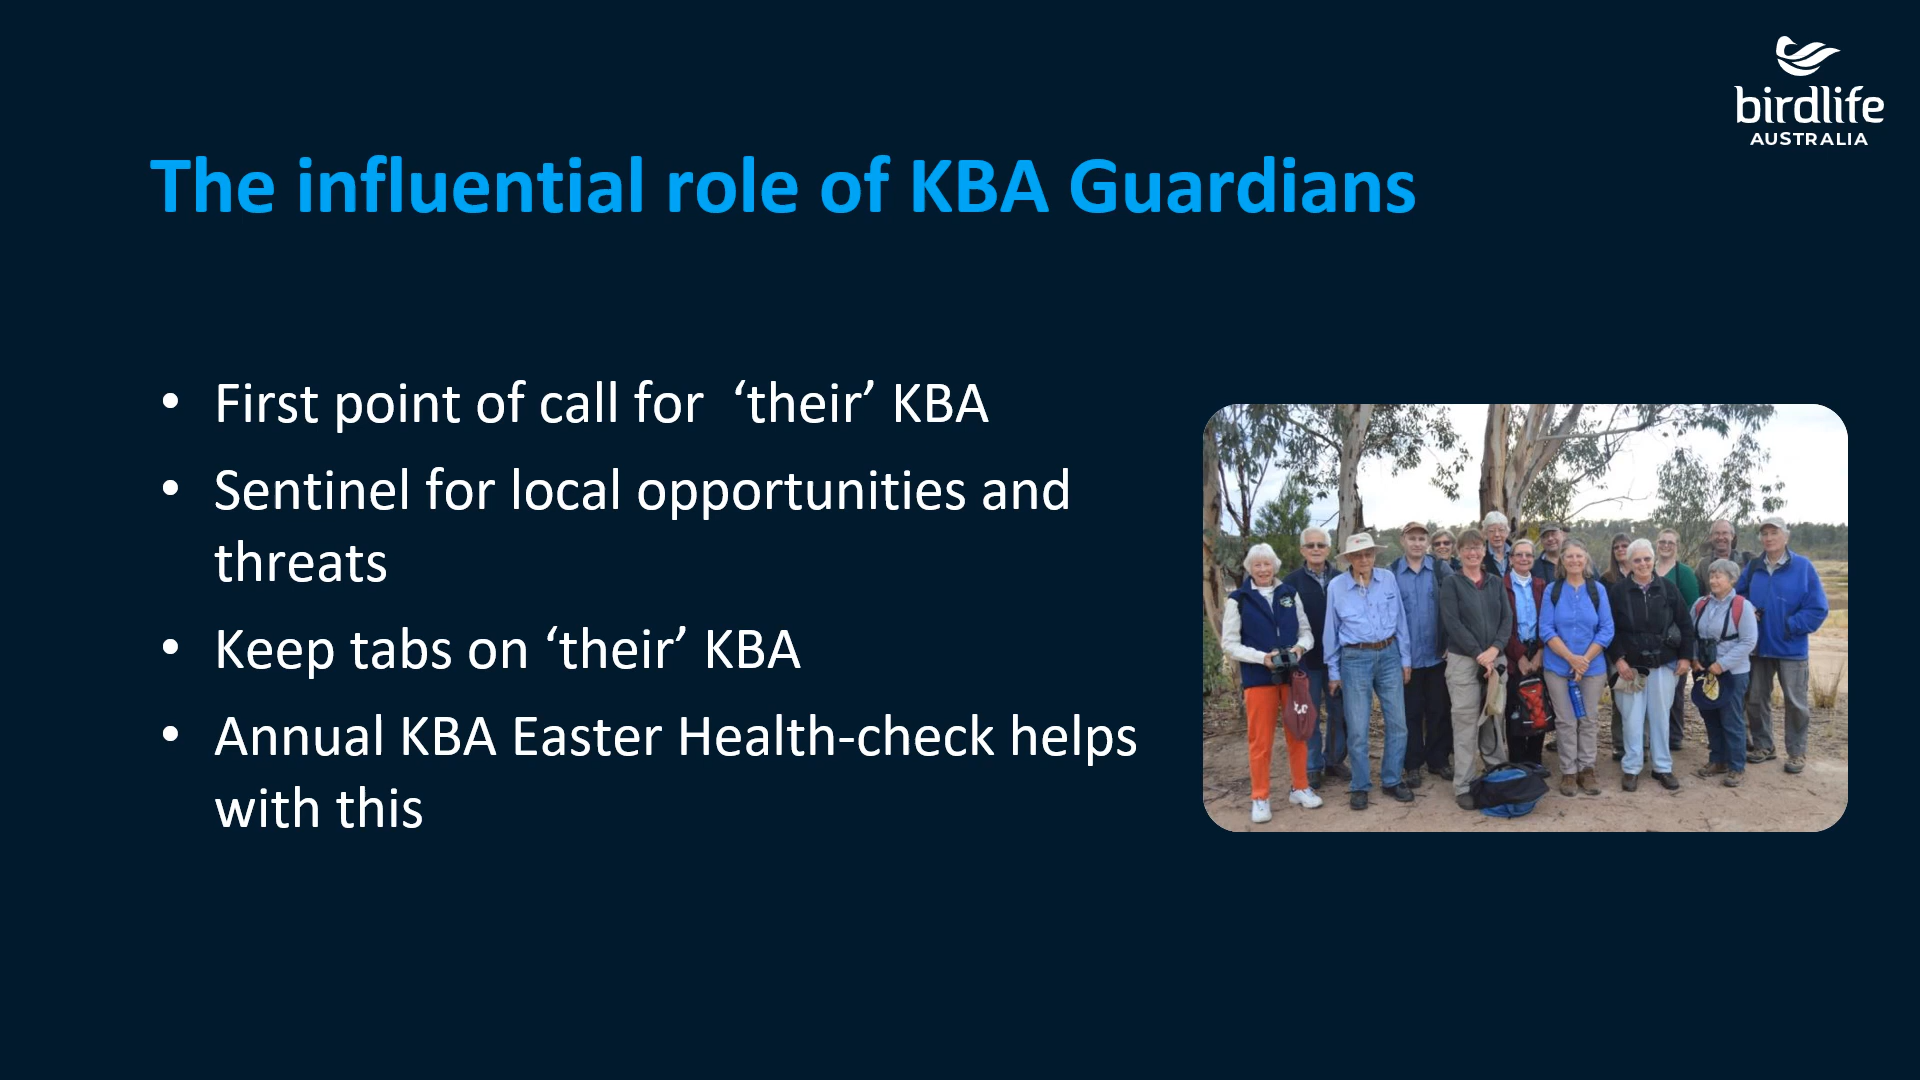 birdlife
AUSTRALIA
The influential role of KBA Guardians
• First point of call for  ‘their’ KBA
• Sentinel for local opportunities and
threats
• Keep tabs on ‘their’ KBA
• Annual KBA Easter Health-check helps
with this